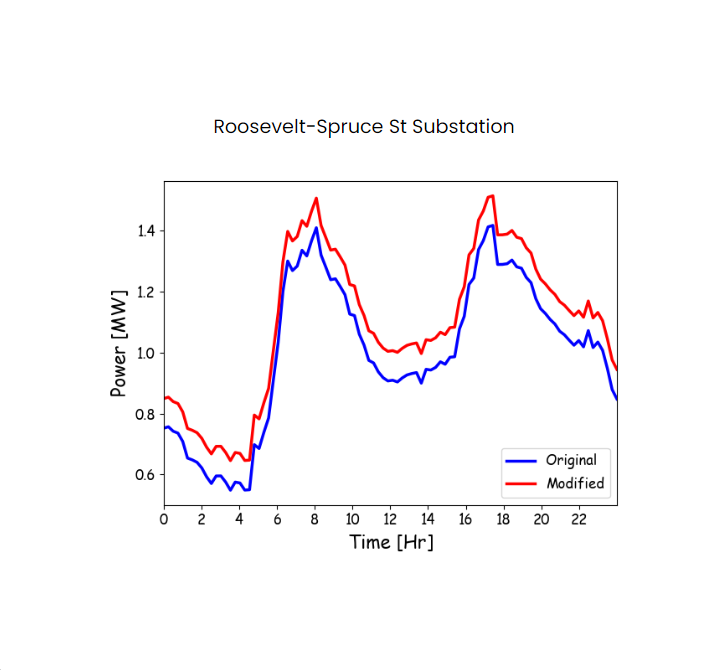 Roosevelt-Spruce St Substation
1.4
1.2
1.0
0.8
0.6
Power [MW]
Original
Modified
0 2 4 6 8 10 12 14 16 18 20 22
Time [Hr]